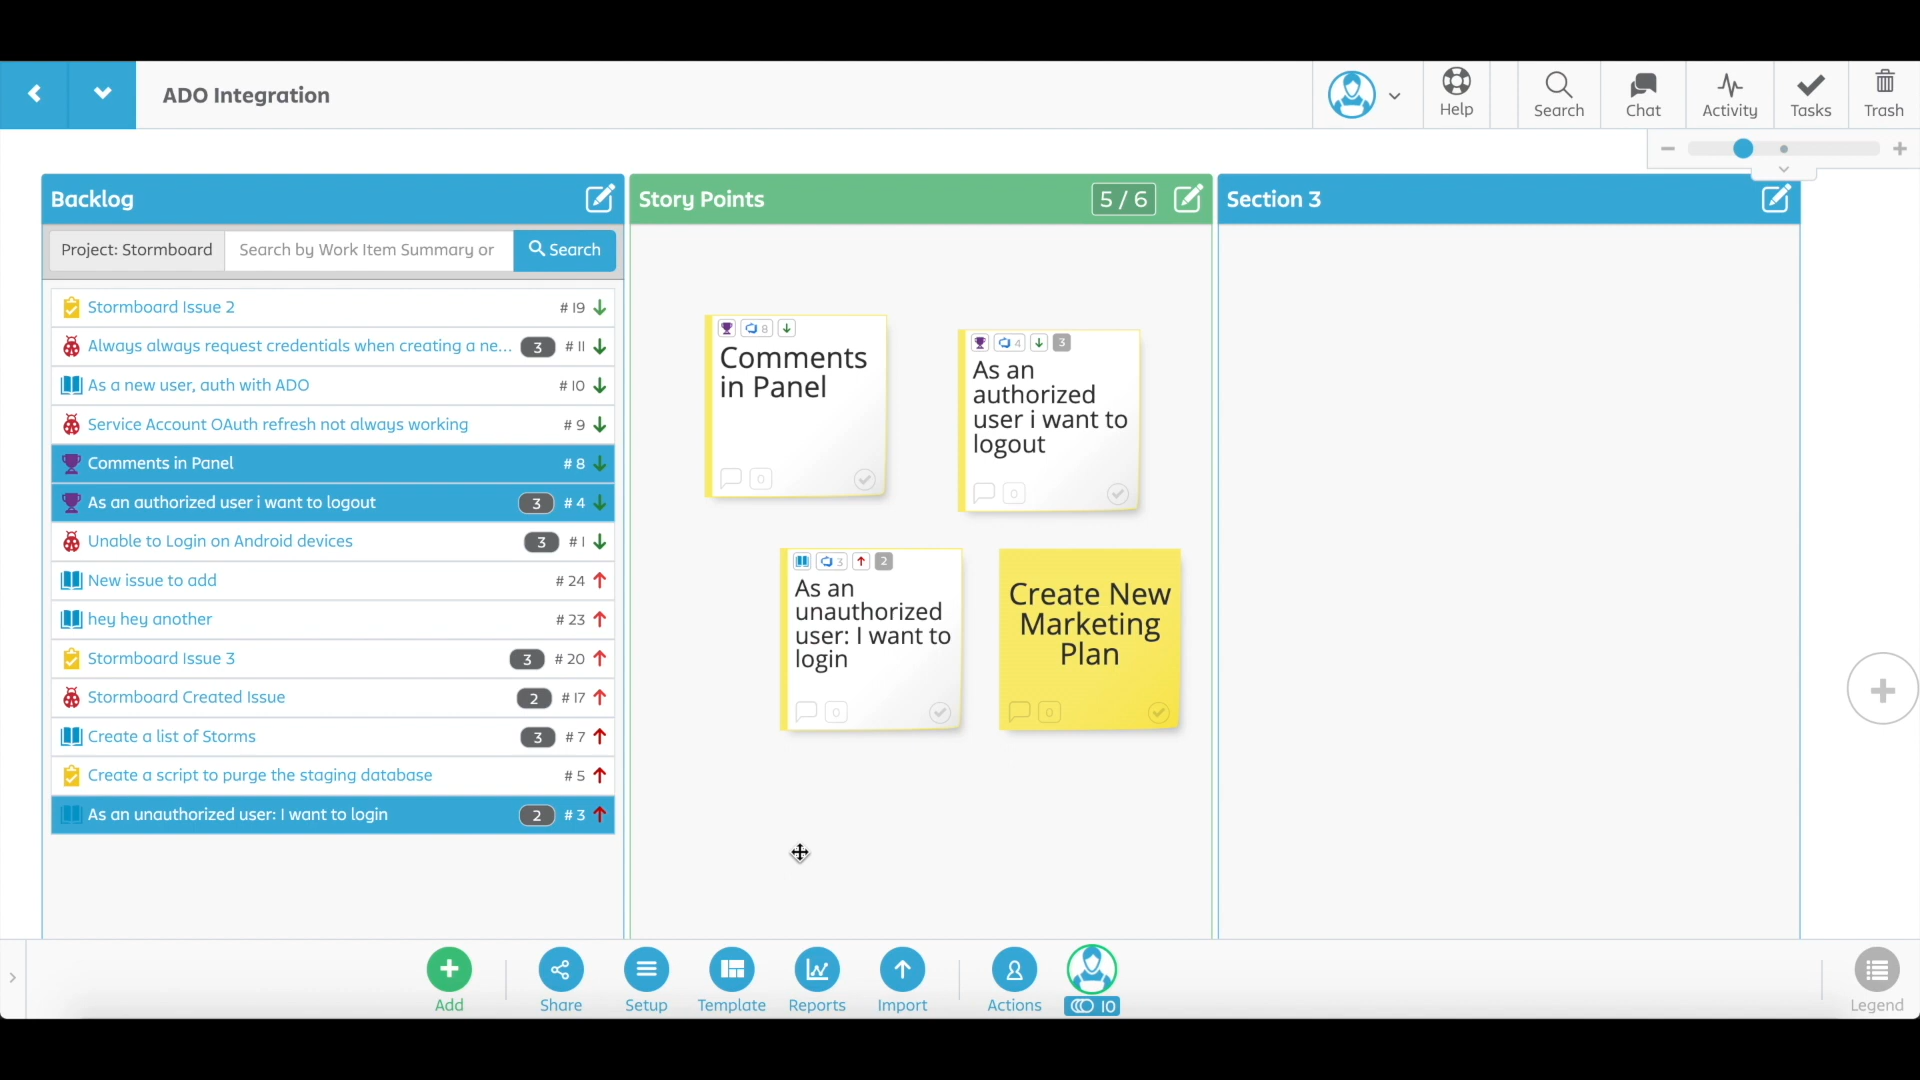 ADO Integration
Help
Search
Chat
Activity
Tasks
Trash
Backlog
Project: Stormboard
Search by Work Item Summary or
Search
Stormboard Issue 2
# 19
Always always request credentials when creating a ne...
3
# 11
As a new user, auth with ADO
# 10
Service Account OAuth refresh not always working
# 9
Comments in Panel
# 8
As an authorized user i want to logout
3
# 4
Unable to Login on Android devices
3
# 1
New issue to add
# 24
hey hey another
# 23
Stormboard Issue 3
3
# 20
Stormboard Created Issue
2
# 17
Create a list of Storms
3
# 7
Create a script to purge the staging database
# 5
As an unauthorized user: I want to login
2
# 3
Story Points
5 / 6
8
Comments
in Panel
0
4
3
As an
authorized
user i want to
logout
0
3
2
As an
unauthorized
user: I want to
login
0
Create New
Marketing
Plan
0
Section 3
Add
Share
Setup
Template
Reports
Import
Actions
10
Legend